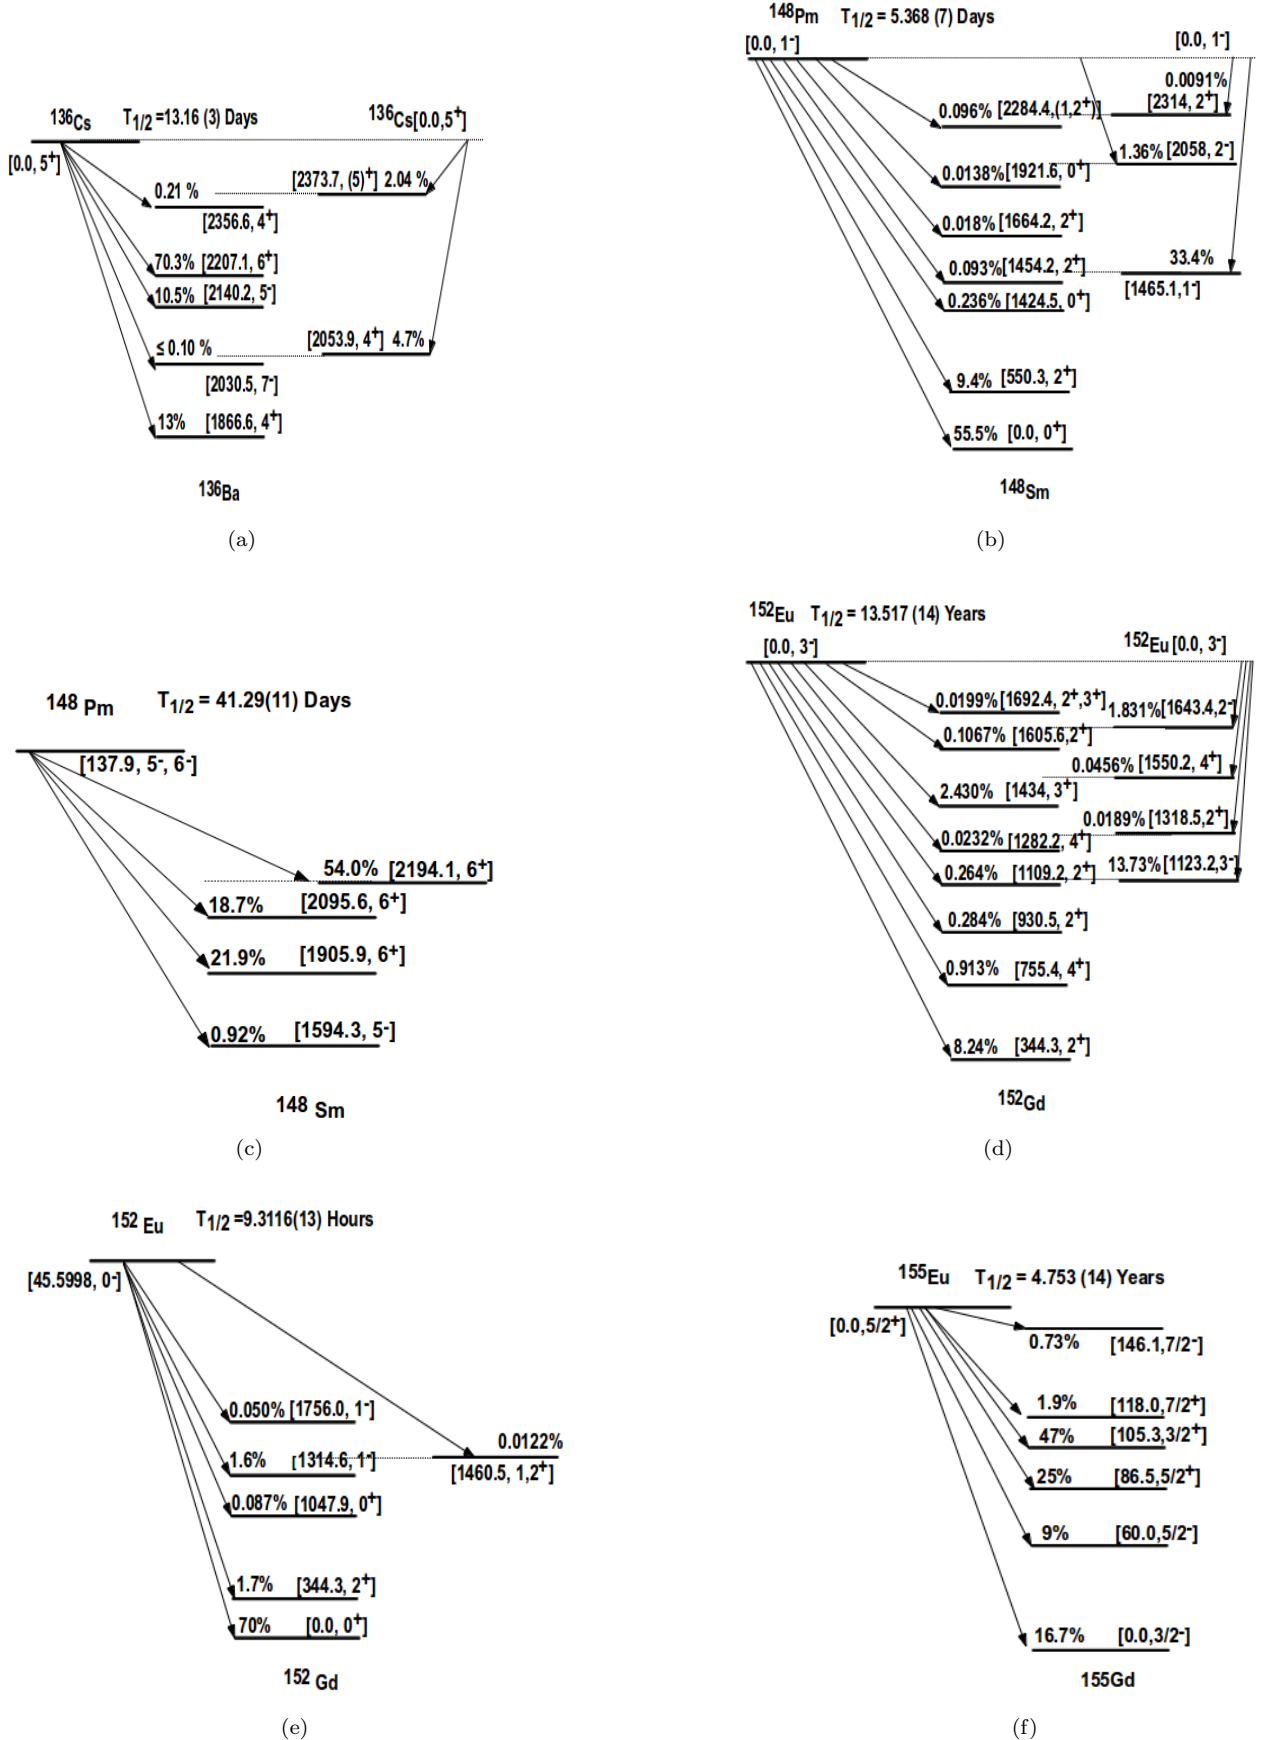 136Cs T1/2 =13.16 (3) Days
136Cs[0.0,5+]
[0.0, 5+]
0.21 %
[2373.7, (5)+] 2.04 %
[2356.6, 4+]
70.3% [2207.1, 6+]
10.5% [2140.2, 5-]
≤ 0.10 %
[2053.9, 4+] 4.7%
[2030.5, 7-]
13% [1866.6, 4+]
136Ba
(a)
148Pm T1/2 = 5.368 (7) Days
[0.0, 1-]
[0.0, 1-]
0.0091%
[2314, 2+]
0.096% [2284.4,(1,2+)]
1.36% [2058, 2-]
0.0138% [1921.6, 0+]
0.018% [1664.2, 2+]
33.4%
0.093% [1454.2, 2+]
[1465.1,1-]
0.236% [1424.5, 0+]
9.4% [550.3, 2+]
55.5% [0.0, 0+]
148Sm
(b)
148 Pm T1/2 = 41.29(11) Days
[137.9, 5-, 6-]
54.0% [2194.1, 6+]
18.7% [2095.6, 6+]
21.9% [1905.9, 6+]
0.92% [1594.3, 5-]
148 Sm
(c)
152Eu T1/2 = 13.517 (14) Years
[0.0, 3-]
152Eu [0.0, 3-]
0.0199% [1692.4, 2+,3+]
1.831% [1643.4,2-]
0.1067% [1605.6,2+]
0.0456% [1550.2, 4+]
2.430% [1434, 3+]
0.0189% [1318.5,2+]
0.0232% [1282.2, 4+]
13.73% [1123.2,3-]
0.264% [1109.2, 2+]
0.284% [930.5, 2+]
0.913% [755.4, 4+]
8.24% [344.3, 2+]
152Gd
(d)
152 Eu T1/2 =9.3116(13) Hours
[45.5998, 0-]
0.050% [1756.0, 1-]
0.0122%
1.6% [1314.6, 1-]
[1460.5, 1,2+]
0.087% [1047.9, 0+]
1.7% [344.3, 2+]
70% [0.0, 0+]
152 Gd
(e)
155Eu T1/2 = 4.753 (14) Years
[0.0,5/2+]
0.73% [146.1,7/2-]
1.9% [118.0,7/2+]
47% [105.3,3/2+]
25% [86.5,5/2+]
9% [60.0,5/2-]
16.7% [0.0,3/2-]
155Gd
(f)